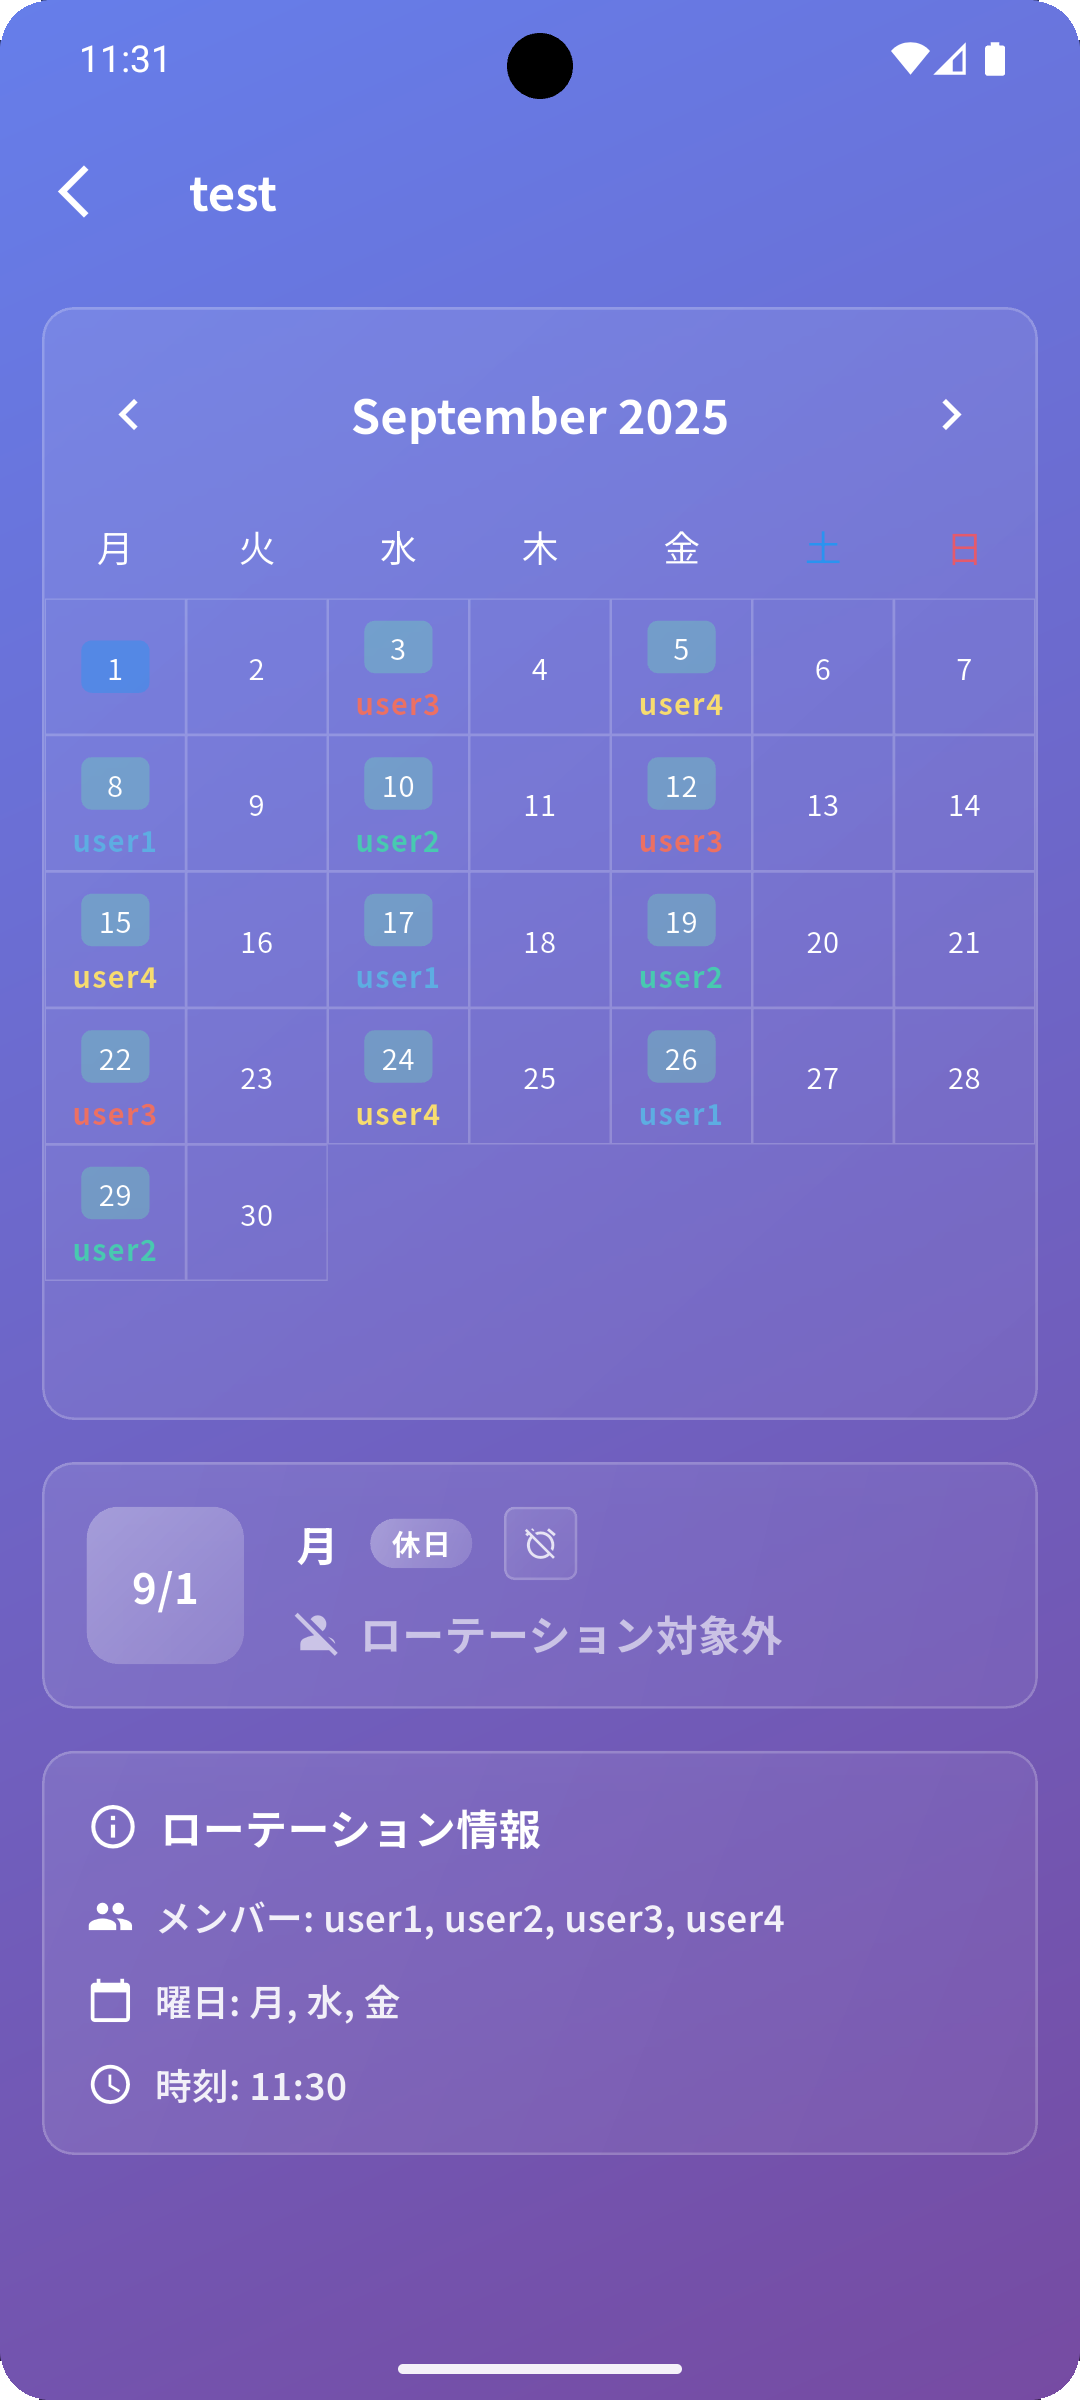 11:31
test
September 2025
月 火 水 木 金 土 日
1 2 3 4 5 6 7
user3 user4
8 9 10 11 12 13 14
user1 user2 user3
15 16 17 18 19 20 21
user4 user1 user2
22 23 24 25 26 27 28
user3 user4 user1
29 30
user2
9/1
月 休日
ローテーション対象外
ローテーション情報
メンバー: user1, user2, user3, user4
曜日: 月, 水, 金
時刻: 11:30